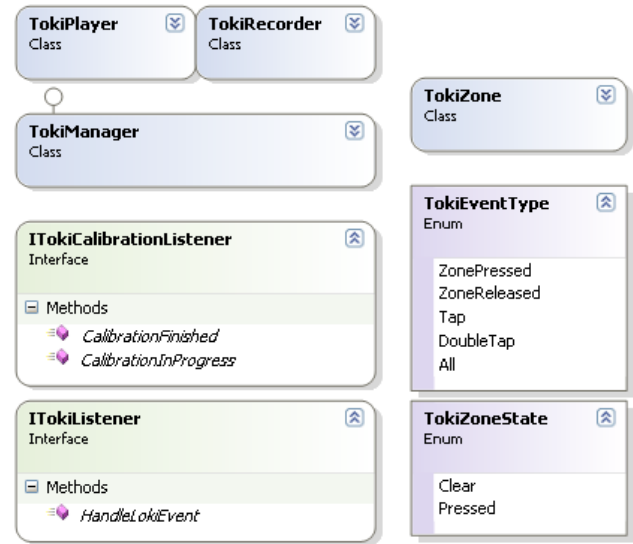 TokiPlayer
Class
TokiRecorder
Class
TokiManager
Class
ITokiCalibrationListener
Interface
Methods
CalibrationFinished
CalibrationInProgress
ITokiListener
Interface
Methods
HandleLokiEvent
TokiZone
Class
TokiEventType
Enum
ZonePressed
ZoneReleased
Tap
DoubleTap
All
TokiZoneState
Enum
Clear
Pressed